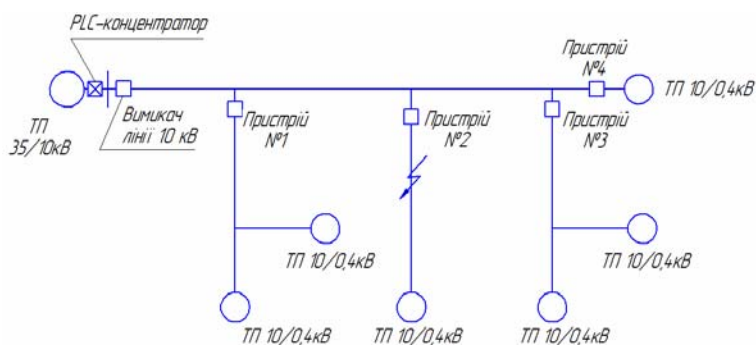 PLC-концентратор
ТП
35/10кВ
Вимикач
лінії 10 кВ
Пристрій
№1
Пристрій
№2
Пристрій
№3
Пристрій
№4
ТП 10/0,4кВ
ТП 10/0,4кВ
ТП 10/0,4кВ
ТП 10/0,4кВ
ТП 10/0,4кВ
ТП 10/0,4кВ